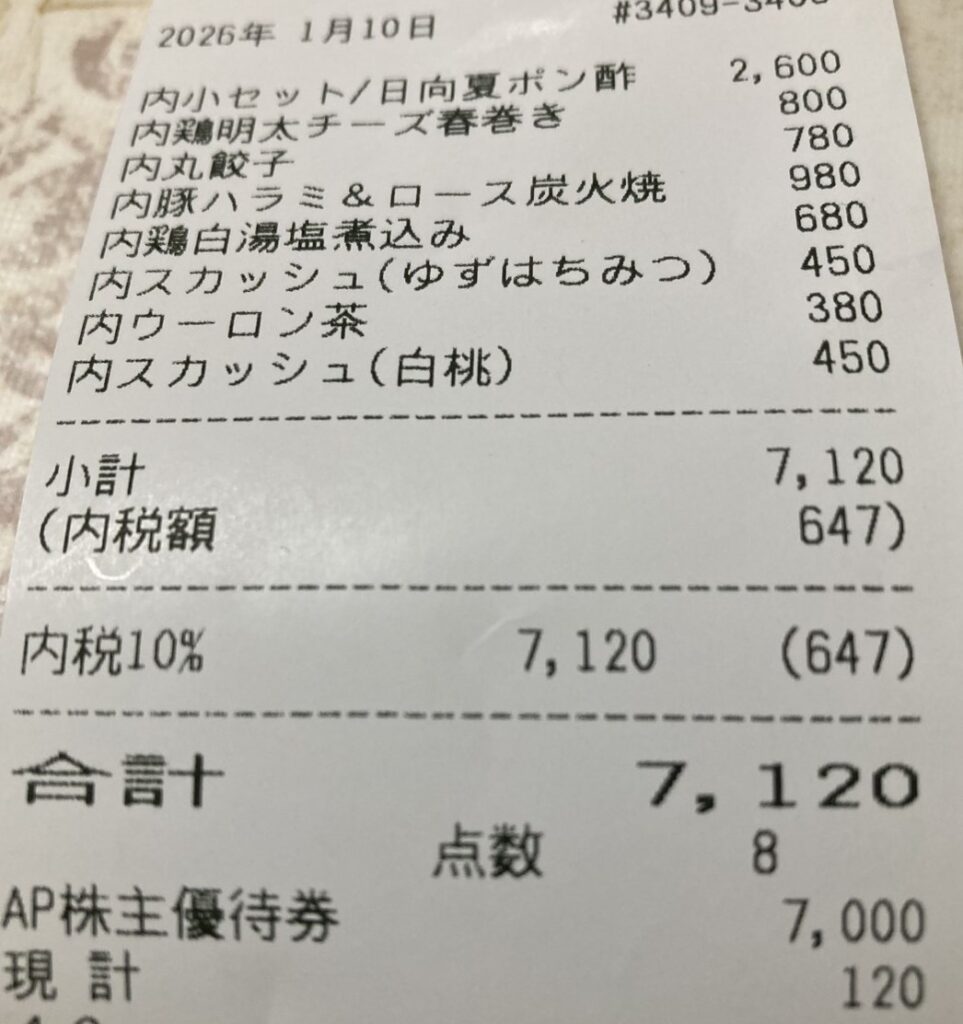 2026年 1月10日 #3409-3408
内小セット/日向夏ポン酢 2,600
内鶏明太チーズ春巻き 800
内丸餃子 780
内豚ハラミ&ロース炭火焼 980
内鶏白湯塩煮込み 680
内スカッシュ(ゆずはちみつ) 450
内ウーロン茶 380
内スカッシュ(白桃) 450
小計 7,120
(内税額 647)
内税10% 7,120 (647)
合計 7,120
点数 8
AP株主優待券 7,000
現 計 120